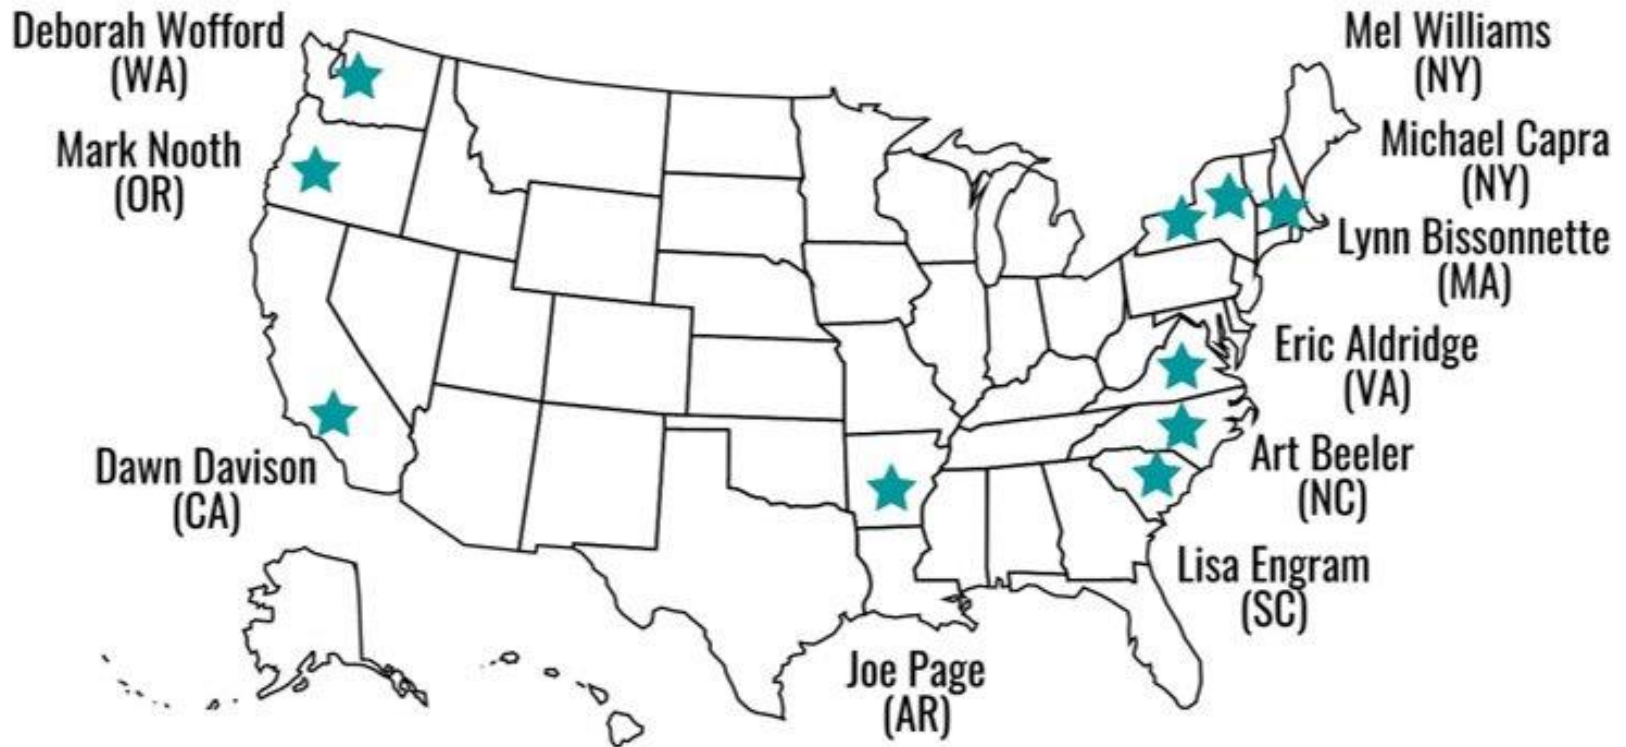 Deborah Wofford
(WA)
Mark Nooth
(OR)
Dawn Davison
(CA)
Mel Williams
(NY)
Michael Capra
(NY)
Lynn Bissonnette
(MA)
Eric Aldridge
(VA)
Art Beeler
(NC)
Lisa Engram
(SC)
Joe Page
(AR)